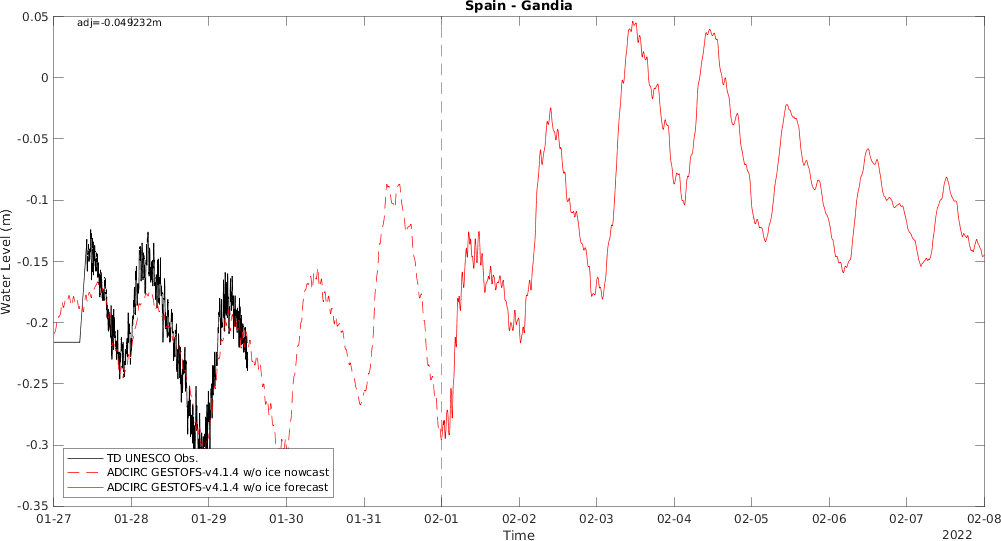 Spain - Gandia
adj=-0.049232m
0.05
0
-0.05
-0.1
-0.15
-0.2
-0.25
-0.3
-0.35
Water Level (m)
TD UNESCO Obs.
ADCIRC GESTOFS-v4.1.4 w/o ice nowcast
ADCIRC GESTOFS-v4.1.4 w/o ice forecast
01-27 01-28 01-29 01-30 01-31 02-01 02-02 02-03 02-04 02-05 02-06 02-07 02-08
Time
2022